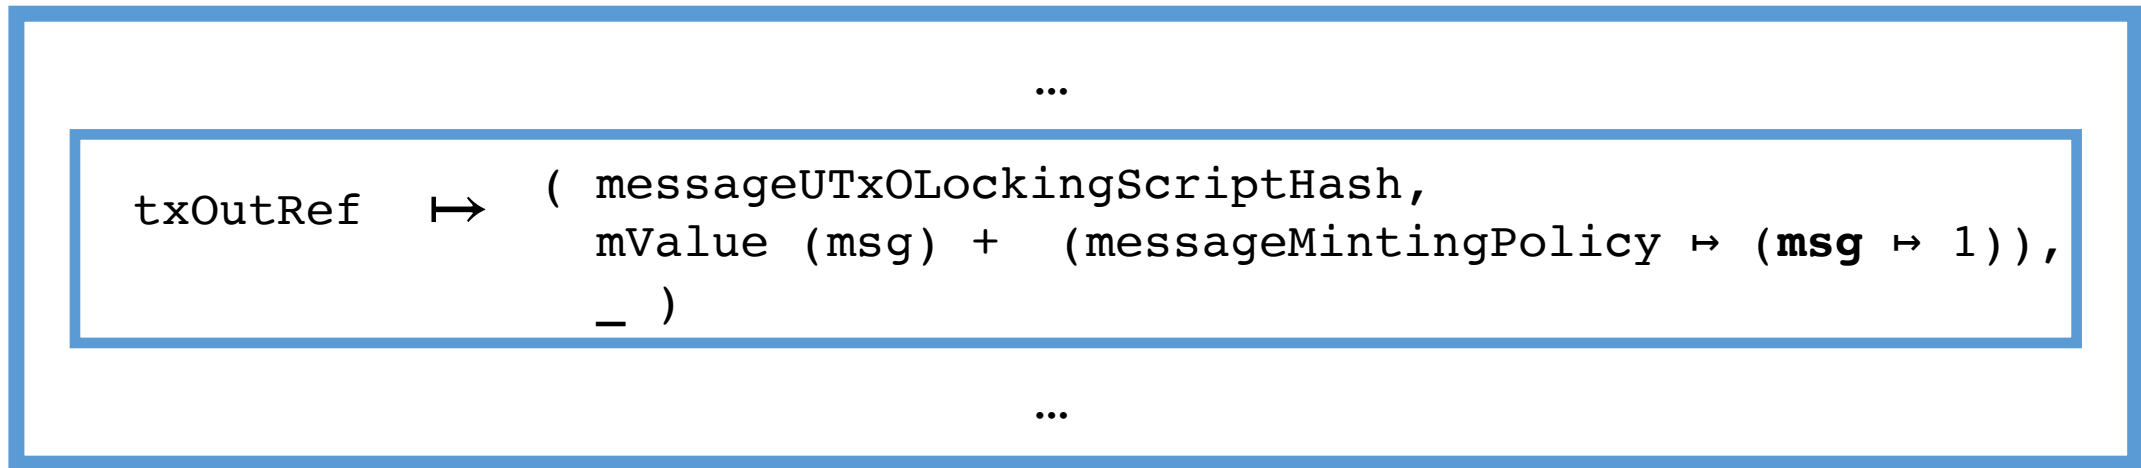 …
txOutRef ↦ ( messageUTxOLockingScriptHash,
mValue (msg) + (messageMintingPolicy ↦ (msg ↦ 1)),
_ )
…